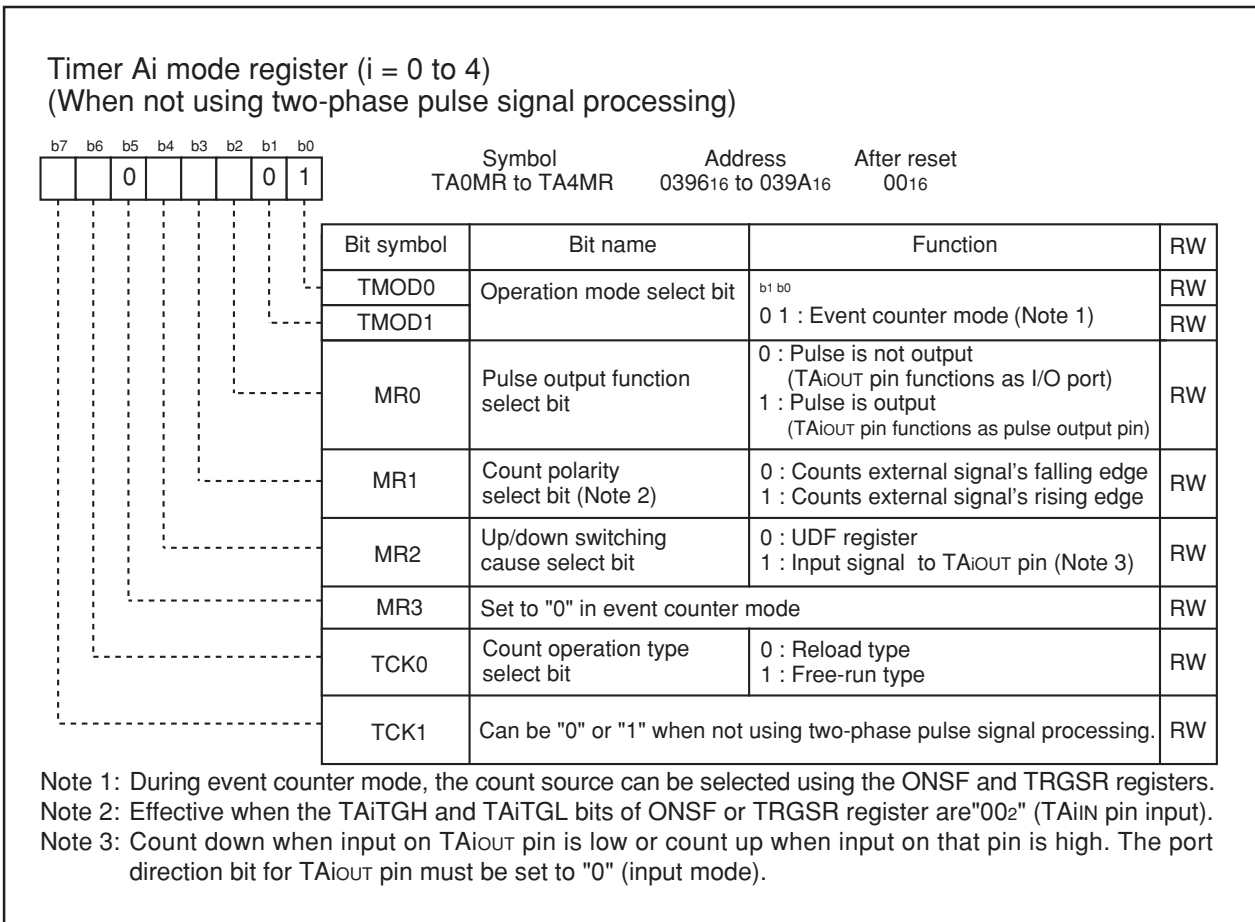 Timer Ai mode register (i = 0 to 4)
(When not using two-phase pulse signal processing)
b7 b6 b5 b4 b3 b2 b1 b0
0 0 1
Symbol Address After reset
TA0MR to TA4MR 039616 to 039A16 0016
Bit symbol Bit name Function RW
TMOD0 Operation mode select bit b1 b0 RW
TMOD1 0 1 : Event counter mode (Note 1) RW
MR0 Pulse output function select bit 0 : Pulse is not output
(TAiOUT pin functions as I/O port)
1 : Pulse is output
(TAiOUT pin functions as pulse output pin) RW
MR1 Count polarity select bit (Note 2) 0 : Counts external signal's falling edge
1 : Counts external signal's rising edge RW
MR2 Up/down switching cause select bit 0 : UDF register
1 : Input signal to TAiOUT pin (Note 3) RW
MR3 Set to "0" in event counter mode RW
TCK0 Count operation type select bit 0 : Reload type
1 : Free-run type RW
TCK1 Can be "0" or "1" when not using two-phase pulse signal processing. RW
Note 1: During event counter mode, the count source can be selected using the ONSF and TRGSR registers.
Note 2: Effective when the TAiTGH and TAiTGL bits of ONSF or TRGSR register are"002" (TAiIN pin input).
Note 3: Count down when input on TAiOUT pin is low or count up when input on that pin is high. The port
direction bit for TAiOUT pin must be set to "0" (input mode).